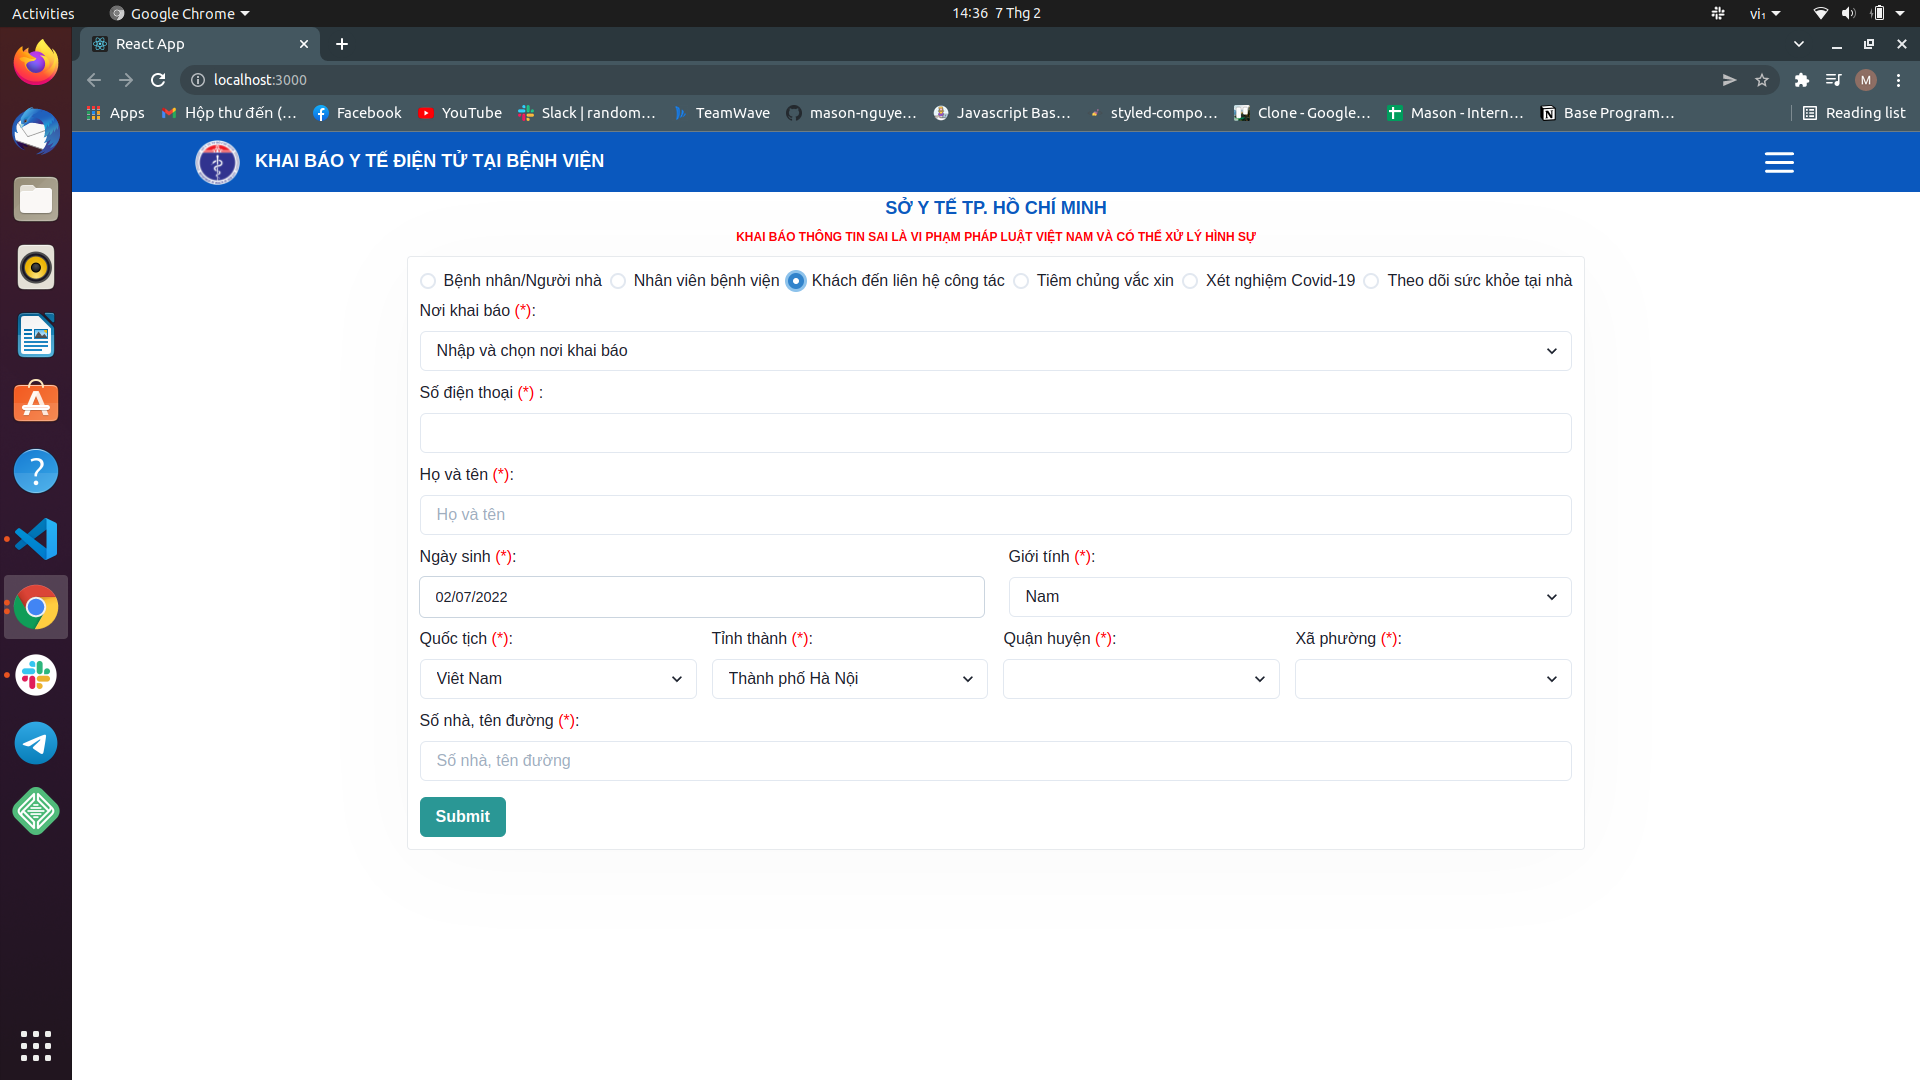 Activities Google Chrome 14:36 7 Thg 2 vi₁
React App
localhost:3000
Apps Hộp thư đến (... Facebook YouTube Slack | random... TeamWave mason-nguye... Javascript Bas... styled-compo... Clone - Google... Mason - Intern... Base Program... Reading list
KHAI BÁO Y TẾ ĐIỆN TỬ TẠI BỆNH VIỆN
SỞ Y TẾ TP. HỒ CHÍ MINH
KHAI BÁO THÔNG TIN SAI LÀ VI PHẠM PHÁP LUẬT VIỆT NAM VÀ CÓ THỂ XỬ LÝ HÌNH SỰ
Bệnh nhân/Người nhà Nhân viên bệnh viện Khách đến liên hệ công tác Tiêm chủng vắc xin Xét nghiệm Covid-19 Theo dõi sức khỏe tại nhà
Nơi khai báo (*):
Nhập và chọn nơi khai báo
Số điện thoại (*) :
Họ và tên (*):
Họ và tên
Ngày sinh (*): Giới tính (*):
02/07/2022 Nam
Quốc tịch (*): Tỉnh thành (*): Quận huyện (*): Xã phường (*):
Viêt Nam Thành phố Hà Nội
Số nhà, tên đường (*):
Số nhà, tên đường
Submit